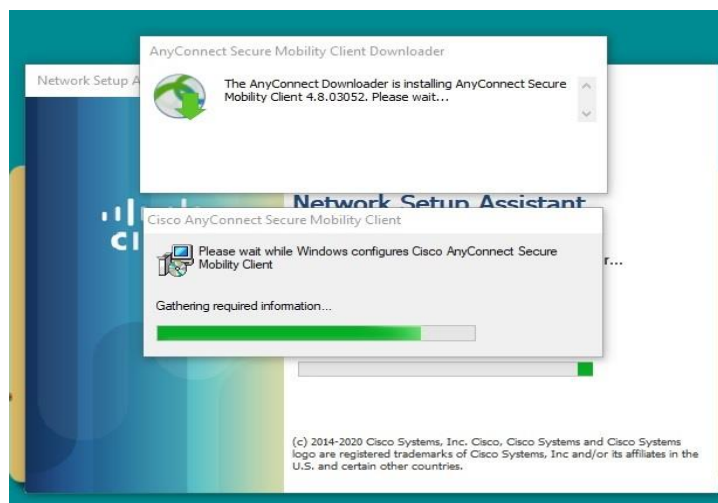 AnyConnect Secure Mobility Client Downloader
Network Setup A
The AnyConnect Downloader is installing AnyConnect Secure
Mobility Client 4.8.03052. Please wait...
Network Setup Assistant
Cisco AnyConnect Secure Mobility Client
Please wait while Windows configures Cisco AnyConnect Secure
Mobility Client
r...
Gathering required information...
(c) 2014-2020 Cisco Systems, Inc. Cisco, Cisco Systems and Cisco Systems
logo are registered trademarks of Cisco Systems, Inc and/or its affiliates in the
U.S. and certain other countries.